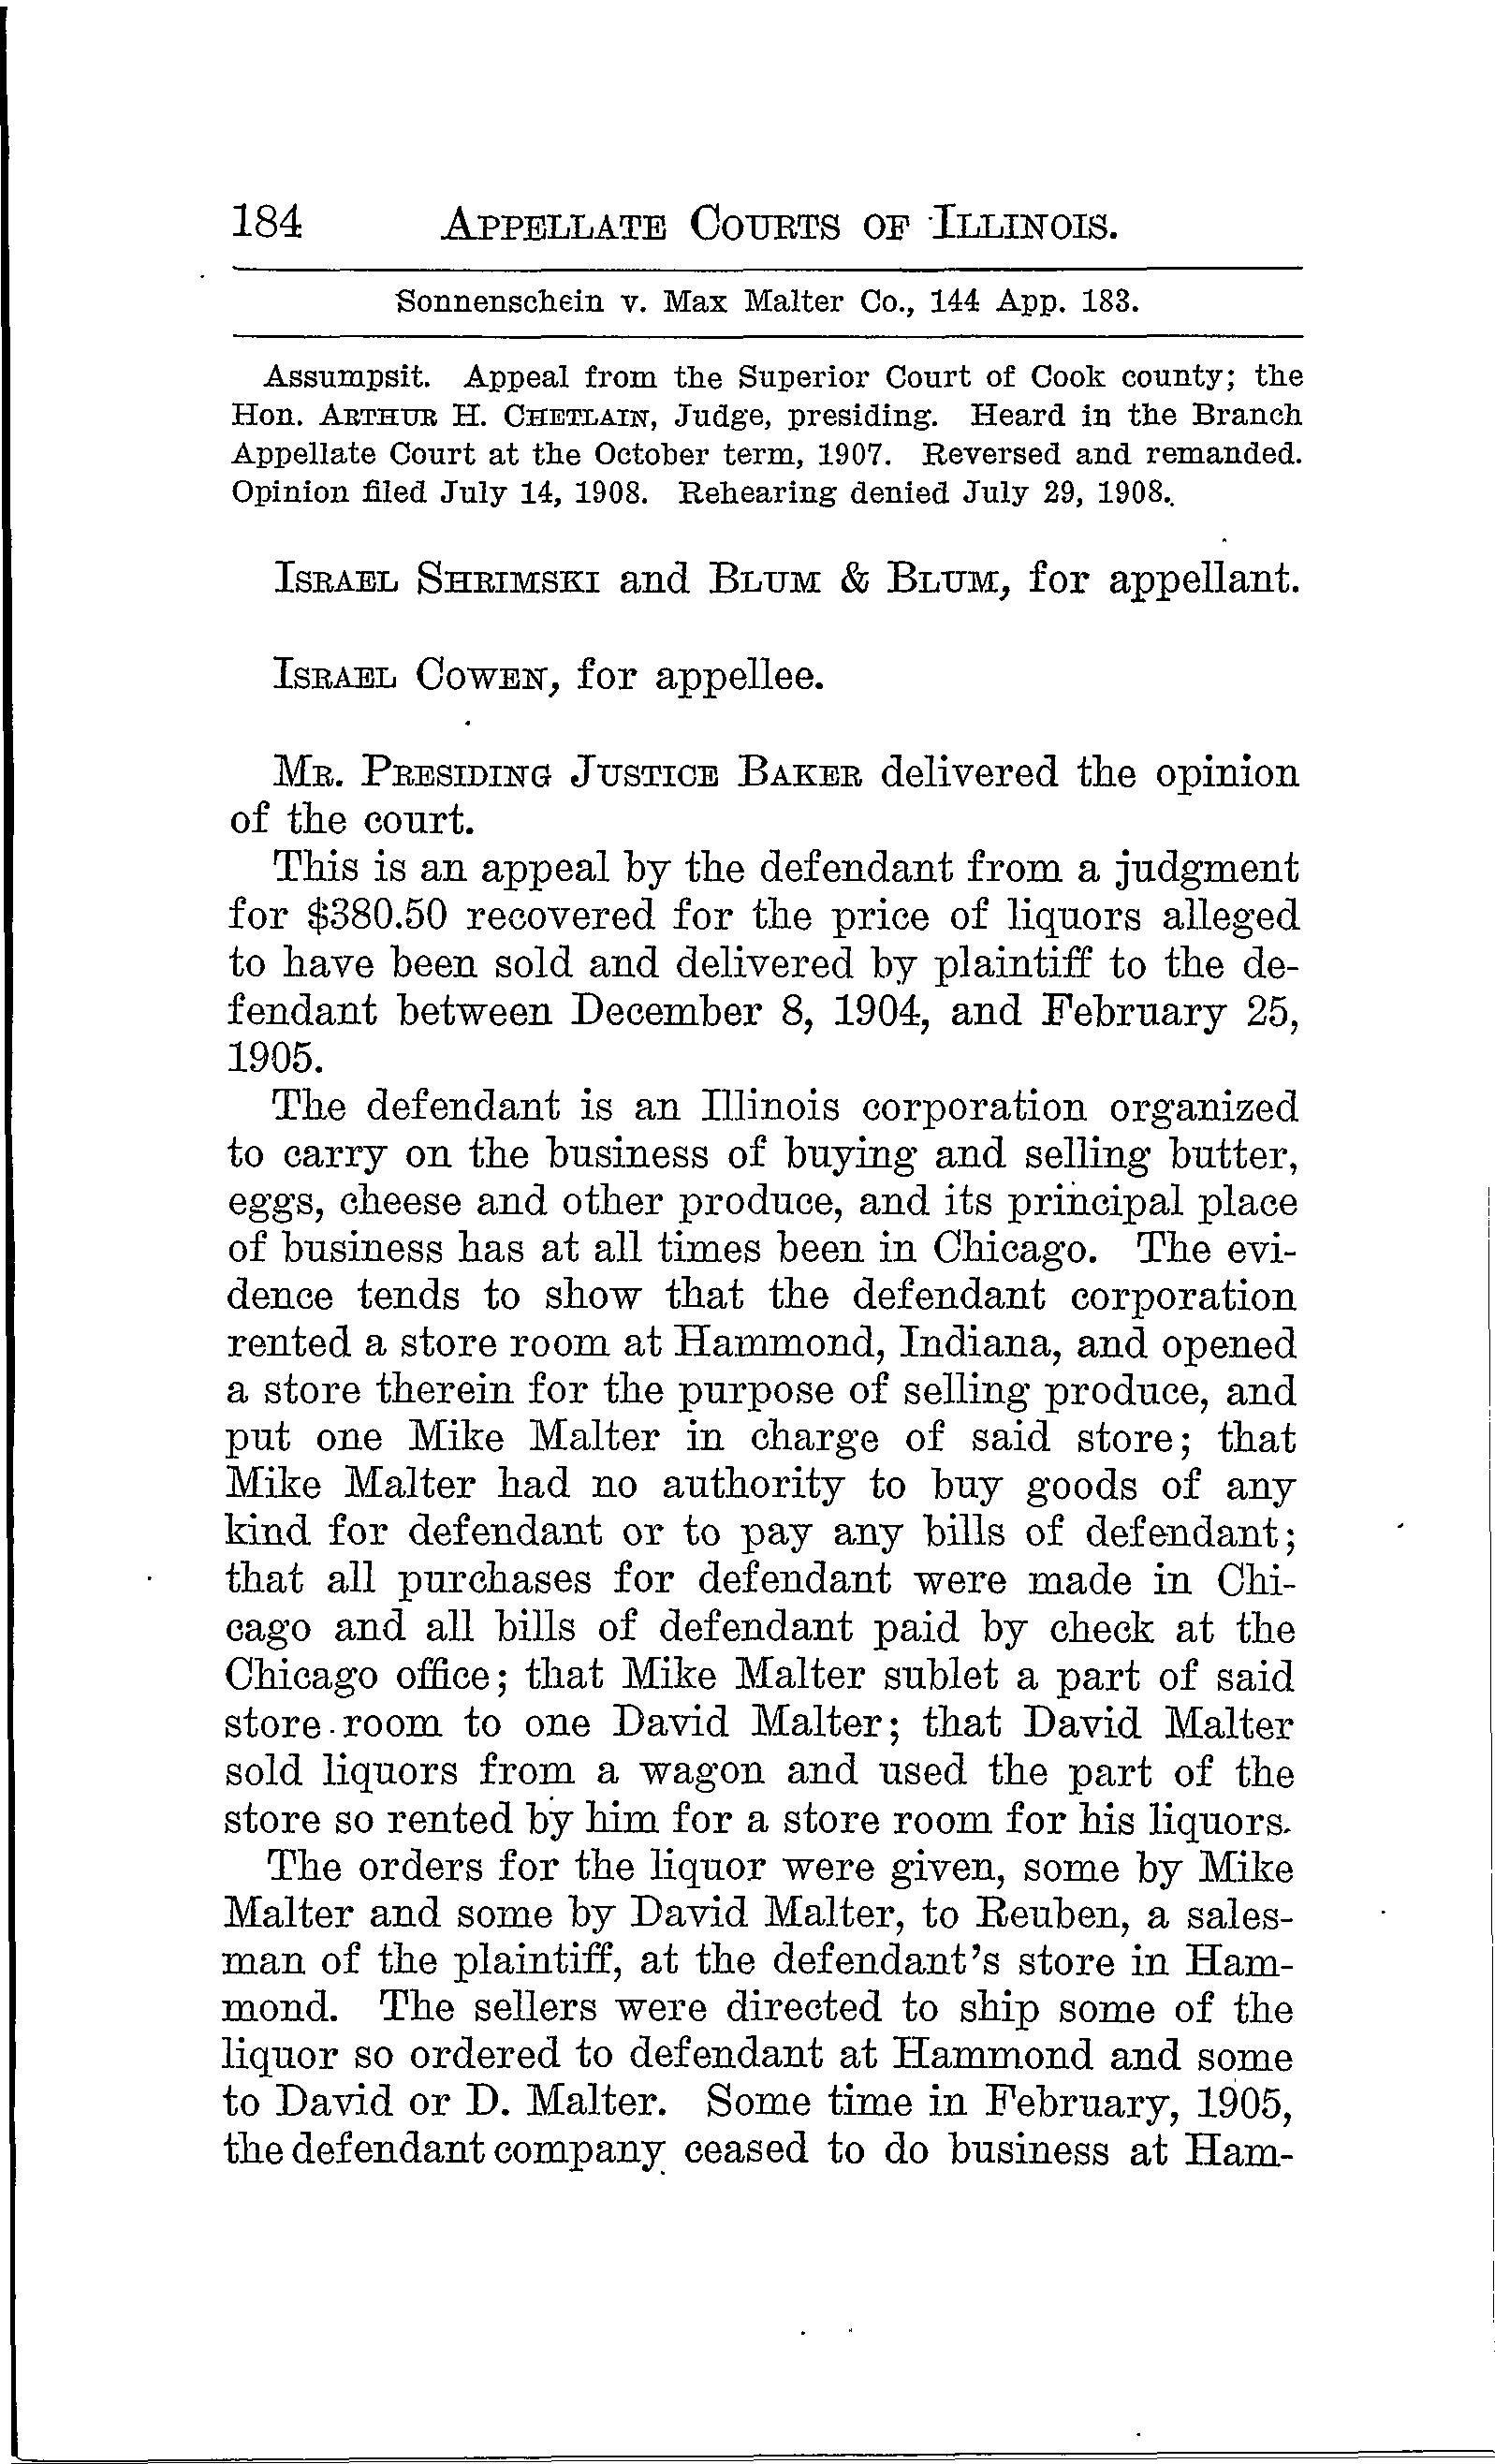 184 APPELLATE COURTS OF ILLINOIS.
Sonnenschein v. Max Malter Co., 144 App. 183.
Assumpsit. Appeal from the Superior Court of Cook county; the
Hon. ARTHUR H. CHETLAIN, Judge, presiding. Heard in the Branch
Appellate Court at the October term, 1907. Reversed and remanded.
Opinion filed July 14, 1908. Rehearing denied July 29, 1908.
ISRAEL SHRIMSKI and BLUM & BLUM, for appellant.
ISRAEL COWEN, for appellee.
MR. PRESIDING JUSTICE BAKER delivered the opinion
of the court.
This is an appeal by the defendant from a judgment
for $380.50 recovered for the price of liquors alleged
to have been sold and delivered by plaintiff to the de-
fendant between December 8, 1904, and February 25,
1905.
The defendant is an Illinois corporation organized
to carry on the business of buying and selling butter,
eggs, cheese and other produce, and its principal place
of business has at all times been in Chicago. The evi-
dence tends to show that the defendant corporation
rented a store room at Hammond, Indiana, and opened
a store therein for the purpose of selling produce, and
put one Mike Malter in charge of said store; that
Mike Malter had no authority to buy goods of any
kind for defendant or to pay any bills of defendant;
that all purchases for defendant were made in Chi-
cago and all bills of defendant paid by check at the
Chicago office; that Mike Malter sublet a part of said
store room to one David Malter; that David Malter
sold liquors from a wagon and used the part of the
store so rented by him for a store room for his liquors.
The orders for the liquor were given, some by Mike
Malter and some by David Malter, to Reuben, a sales-
man of the plaintiff, at the defendant's store in Ham-
mond. The sellers were directed to ship some of the
liquor so ordered to defendant at Hammond and some
to David or D. Malter. Some time in February, 1905,
the defendant company ceased to do business at Ham-